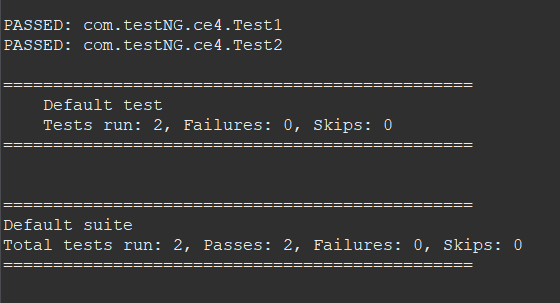 PASSED: com.testNG.ce4.Test1
PASSED: com.testNG.ce4.Test2
===============================================
Default test
Tests run: 2, Failures: 0, Skips: 0
===============================================
===============================================
Default suite
Total tests run: 2, Passes: 2, Failures: 0, Skips: 0
===============================================